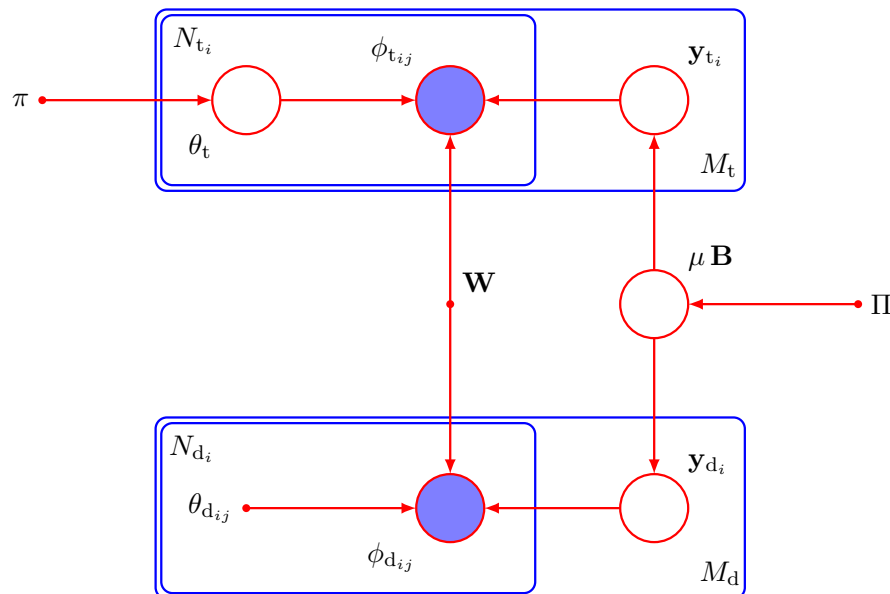 N_{t_i}
ϕ_{t_{ij}}
y_{t_i}
π
θ_t
M_t
μ B
W
Π
N_{d_i}
y_{d_i}
θ_{d_{ij}}
ϕ_{d_{ij}}
M_d